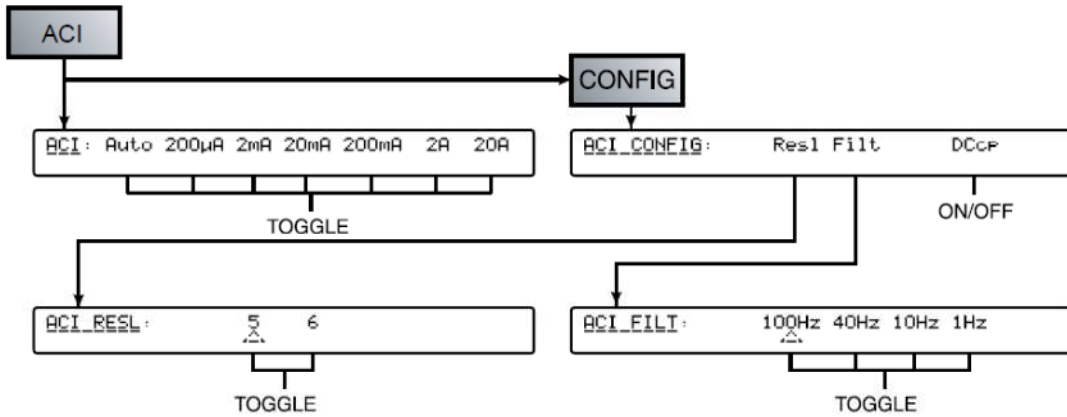 ACI
CONFIG
ACI: Auto 200µA 2mA 20mA 200mA 2A 20A
ACI_CONFIG: Resl Filt DCcp
TOGGLE
ON/OFF
ACI_RESL: 5 6
ACI_FILT: 100Hz 40Hz 10Hz 1Hz
TOGGLE
TOGGLE